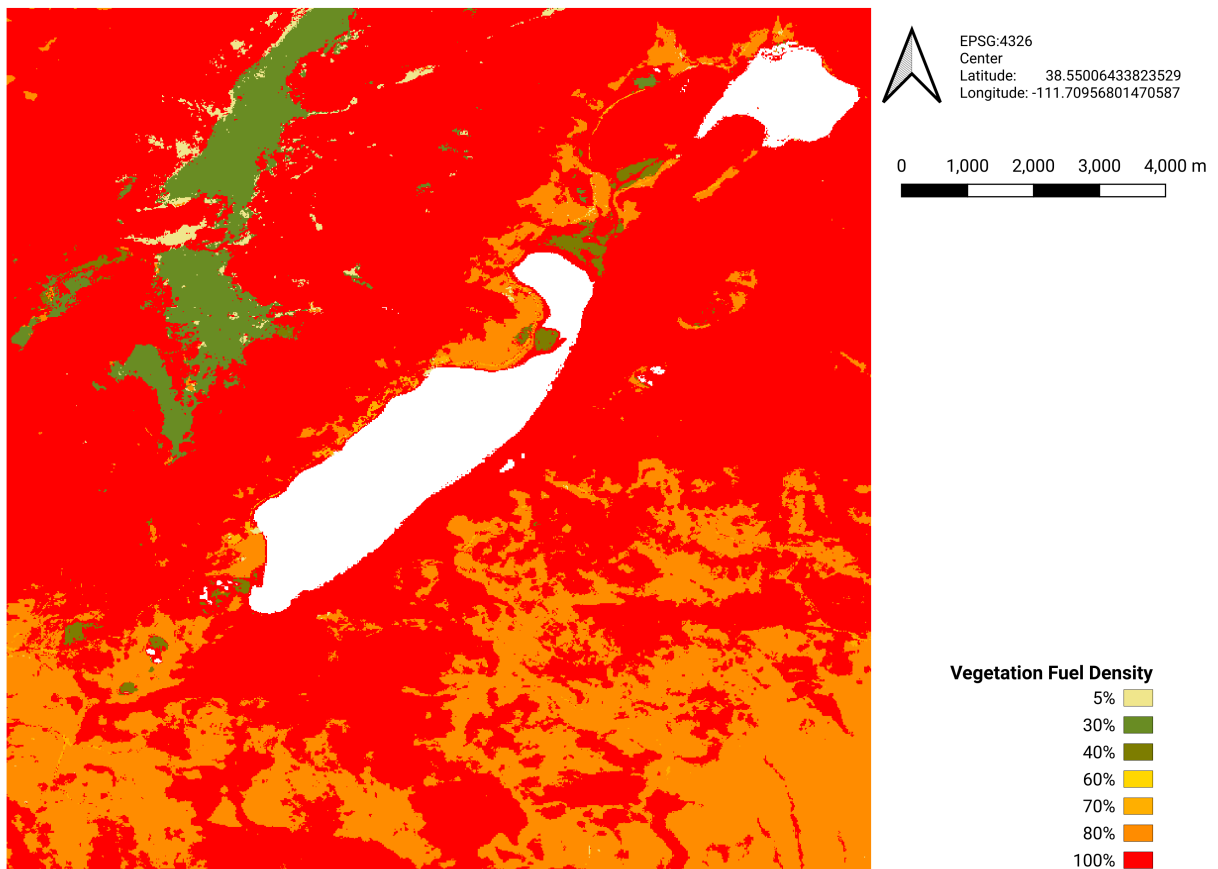 EPSG:4326
Center
Latitude: 38.55006433823529
Longitude: -111.70956801470587
0 1,000 2,000 3,000 4,000 m
Vegetation Fuel Density
5%
30%
40%
60%
70%
80%
100%